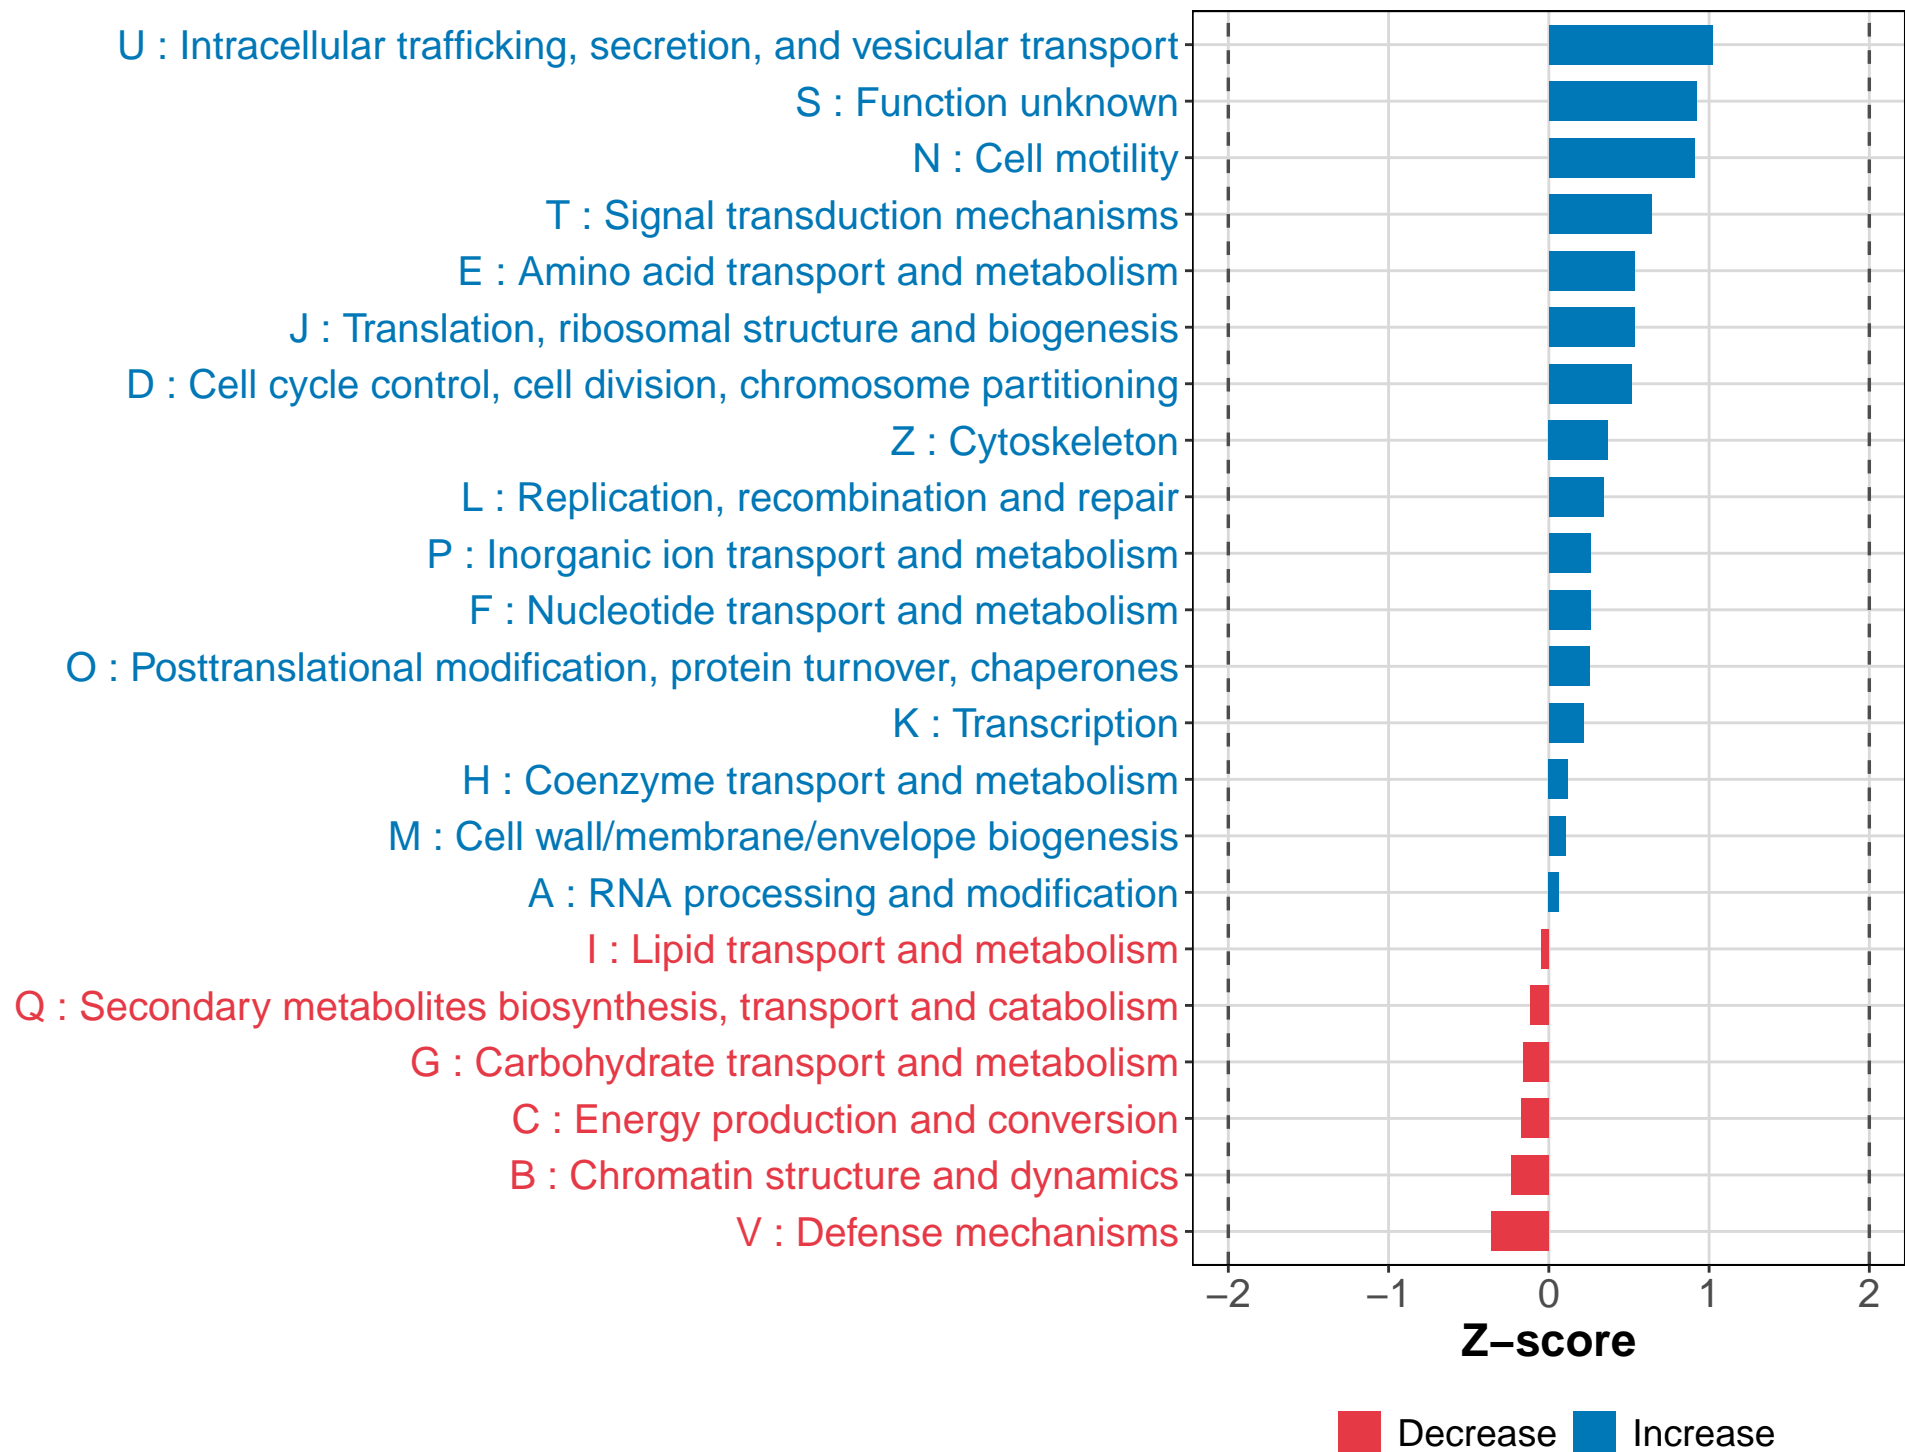 U : Intracellular trafficking, secretion, and vesicular transport
S : Function unknown
N : Cell motility
T : Signal transduction mechanisms
E : Amino acid transport and metabolism
J : Translation, ribosomal structure and biogenesis
D : Cell cycle control, cell division, chromosome partitioning
Z : Cytoskeleton
L : Replication, recombination and repair
P : Inorganic ion transport and metabolism
F : Nucleotide transport and metabolism
O : Posttranslational modification, protein turnover, chaperones
K : Transcription
H : Coenzyme transport and metabolism
M : Cell wall/membrane/envelope biogenesis
A : RNA processing and modification
I : Lipid transport and metabolism
Q : Secondary metabolites biosynthesis, transport and catabolism
G : Carbohydrate transport and metabolism
C : Energy production and conversion
B : Chromatin structure and dynamics
V : Defense mechanisms
−2 −1 0 1 2
Z−score
Decrease Increase